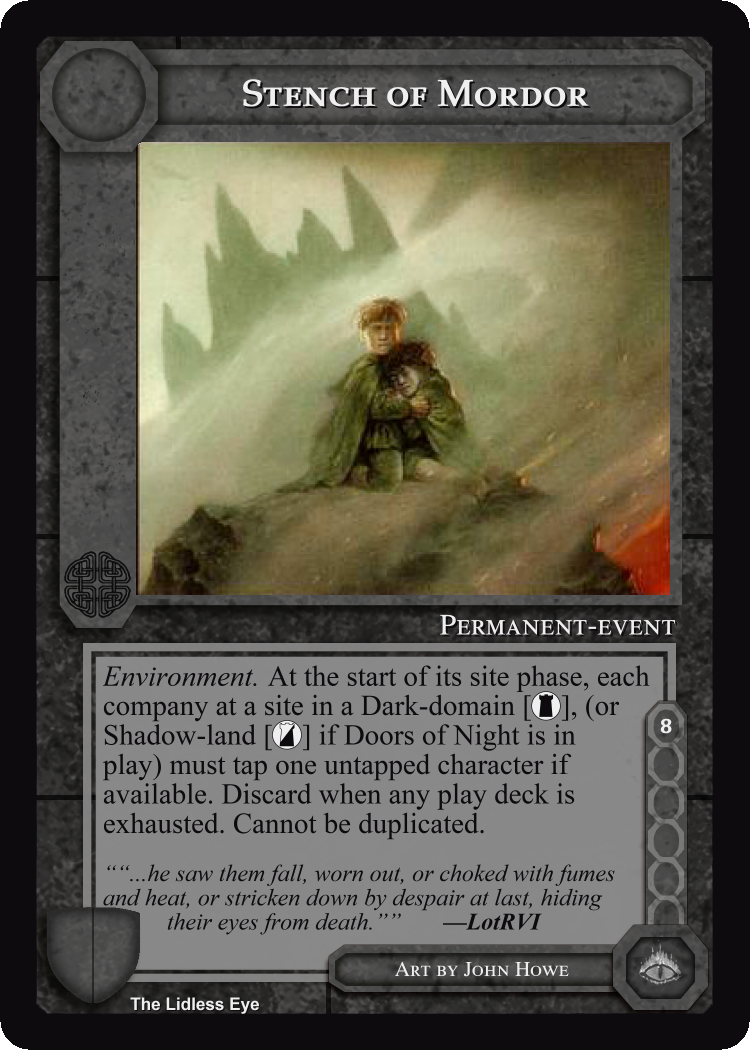 Stench of Mordor
Permanent-event
Environment. At the start of its site phase, each
company at a site in a Dark-domain [], (or
Shadow-land [] if Doors of Night is in
play) must tap one untapped character if
available. Discard when any play deck is
exhausted. Cannot be duplicated.
8
““...he saw them fall, worn out, or choked with fumes
and heat, or stricken down by despair at last, hiding
their eyes from death.”” —LotRVI
Art by John Howe
The Lidless Eye